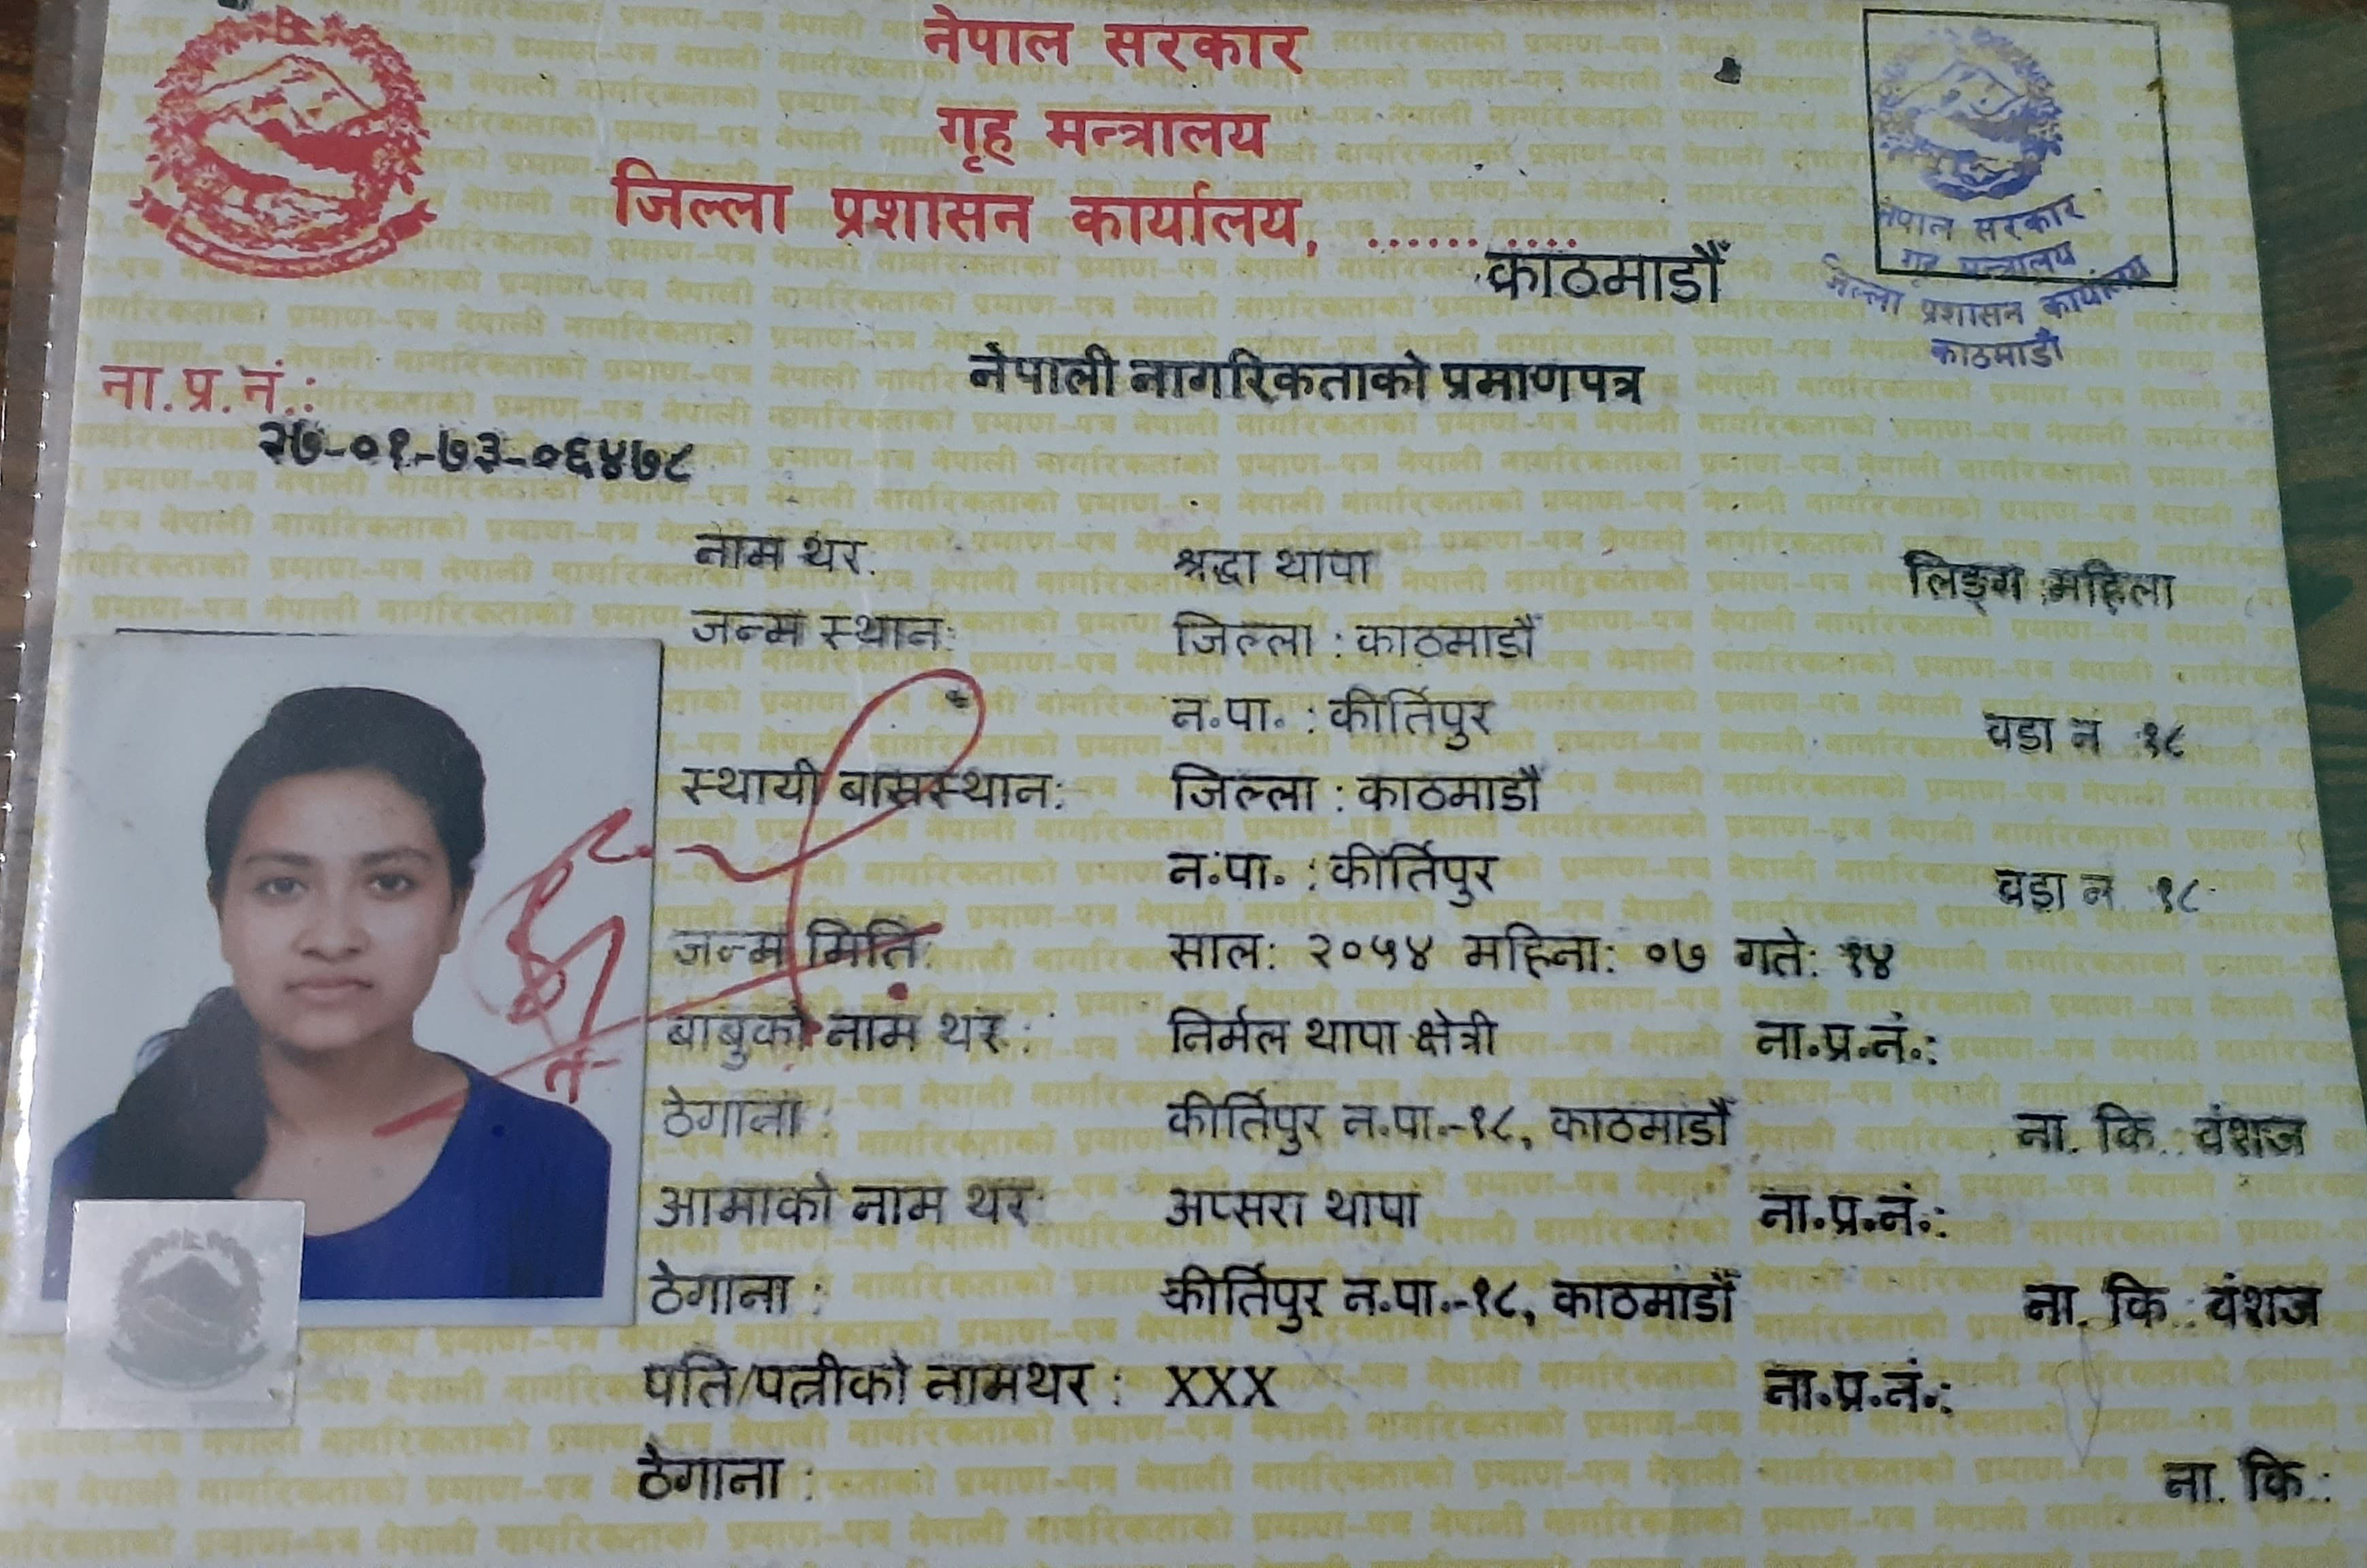 नेपाल सरकार
गृह मन्त्रालय
जिल्ला प्रशासन कार्यालय, ............
काठमाडौँ
नेपाल सरकार
गृह मन्त्रालय
जिल्ला प्रशासन कार्यालय
काठमाडौं
नेपाली नागरिकताको प्रमाणपत्र
ना.प्र.नं.:
२७-०१-७३-०६४७८
नाम थर: श्रद्धा थापा लिङ्ग :महिला
जन्म स्थान: जिल्ला : काठमाडौँ
न.पा. : कीर्तिपुर वडा नं १८
स्थायी बासस्थान: जिल्ला : काठमाडौँ
न.पा. : कीर्तिपुर वडा नं १८
जन्म मिति: साल: २०५४ महिना: ०७ गते: १४
बाबुको नाम थर : निर्मल थापा क्षेत्री ना.प्र.नं.:
ठेगाना : कीर्तिपुर न.पा.-१८, काठमाडौँ ना. कि.: वंशज
आमाको नाम थर: अप्सरा थापा ना.प्र.नं.:
ठेगाना : कीर्तिपुर न.पा.-१८, काठमाडौँ ना. कि.: वंशज
पति/पत्नीको नामथर : XXX ना.प्र.नं.:
ठेगाना : ना. कि.: